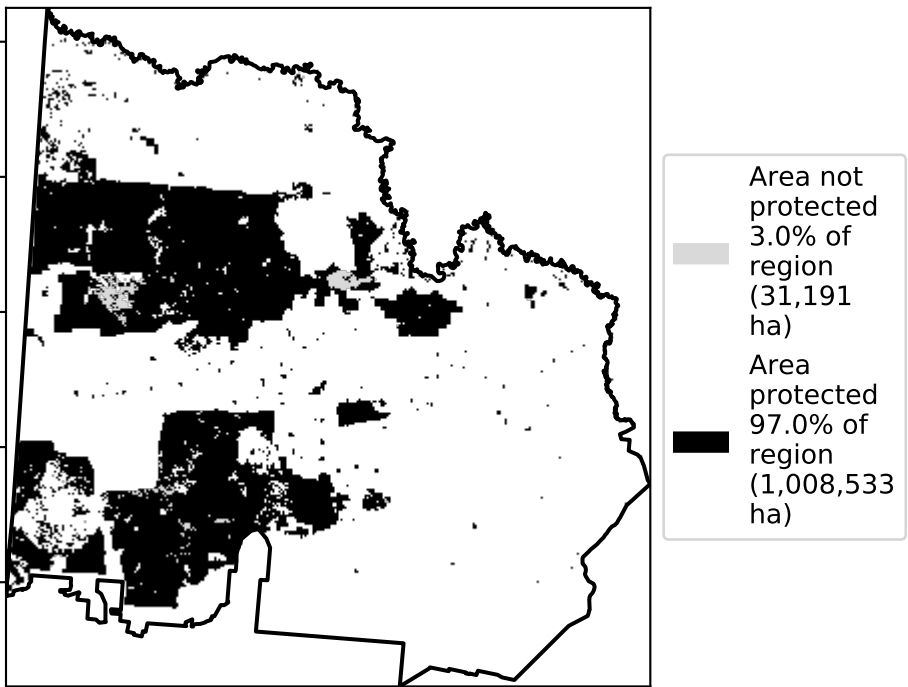 Area not
protected
3.0% of
region
(31,191
ha)
Area
protected
97.0% of
region
(1,008,533
ha)